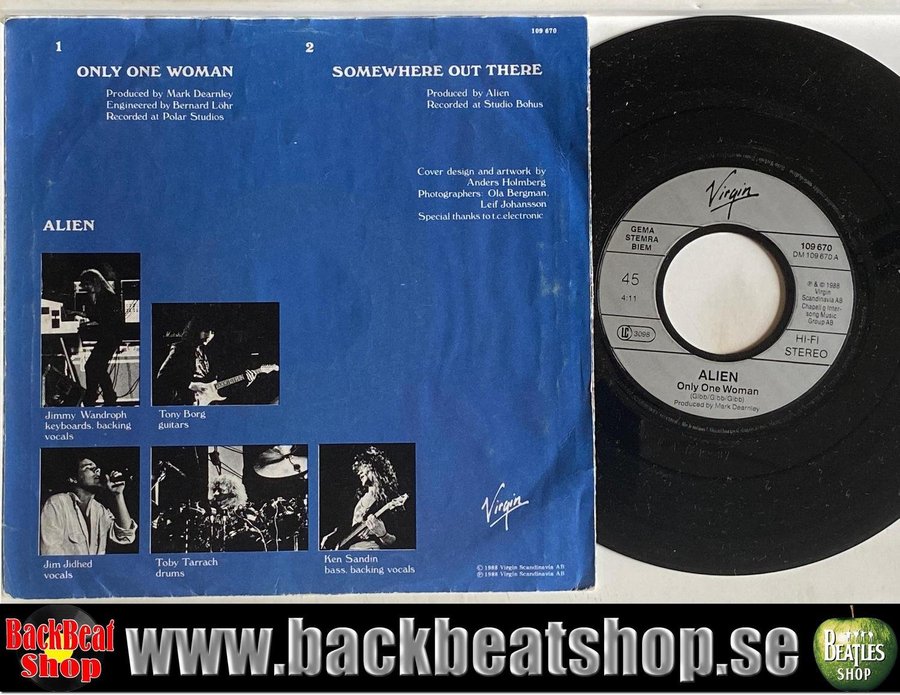 109 670
1
ONLY ONE WOMAN
Produced by Mark Dearnley
Engineered by Bernard Löhr
Recorded at Polar Studios
2
SOMEWHERE OUT THERE
Produced by Alien
Recorded at Studio Bohus
Cover design and artwork by
Anders Holmberg
Photographers: Ola Bergman,
Leif Johansson
Special thanks to t.c.electronic
ALIEN
Jimmy Wandroph
keyboards, backing
vocals
Tony Borg
guitars
Jim Jidhed
vocals
Toby Tarrach
drums
Ken Sandin
bass, backing vocals
Virgin
© 1988 Virgin Scandinavia AB
℗ 1988 Virgin Scandinavia AB
Virgin
GEMA
STEMRA
BIEM
45
4:11
LC 3098
109 670
DM 109 670 A
℗ & © 1988
Virgin
Scandinavia AB
Chapell g Inter-
song Music
Group AB
HI-FI
STEREO
ALIEN
Only One Woman
(Gibb/Gibb/Gibb)
Produced by Mark Dearnley
BackBeat
Shop
www.backbeatshop.se
BEATLES
SHOP